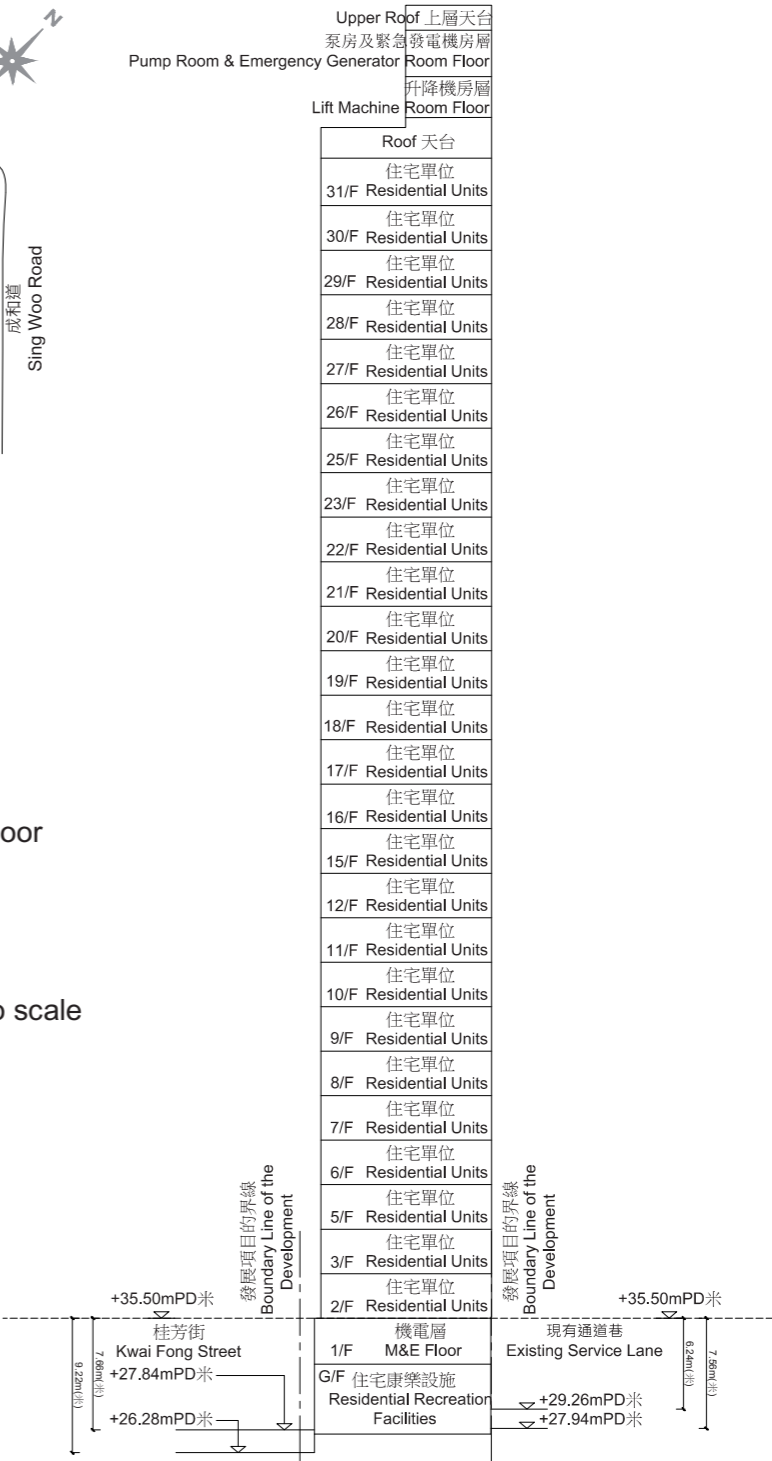 N
Upper Roof 上層天台
泵房及緊急發電機房層
Pump Room & Emergency Generator Room Floor
升降機房層
Lift Machine Room Floor
Roof 天台
住宅單位
31/F Residential Units
住宅單位
30/F Residential Units
住宅單位
29/F Residential Units
住宅單位
28/F Residential Units
住宅單位
27/F Residential Units
住宅單位
26/F Residential Units
住宅單位
25/F Residential Units
住宅單位
23/F Residential Units
住宅單位
22/F Residential Units
住宅單位
21/F Residential Units
住宅單位
20/F Residential Units
住宅單位
19/F Residential Units
住宅單位
18/F Residential Units
住宅單位
17/F Residential Units
住宅單位
16/F Residential Units
住宅單位
15/F Residential Units
住宅單位
12/F Residential Units
住宅單位
11/F Residential Units
住宅單位
10/F Residential Units
住宅單位
9/F Residential Units
住宅單位
8/F Residential Units
住宅單位
7/F Residential Units
住宅單位
6/F Residential Units
住宅單位
5/F Residential Units
住宅單位
3/F Residential Units
住宅單位
2/F Residential Units
機電層
1/F M&E Floor
G/F 住宅康樂設施
Residential Recreation
Facilities
成和道
Sing Woo Road
oor
o scale
發展項目的界線
Boundary Line of the
Development
發展項目的界線
Boundary Line of the
Development
+35.50mPD米
桂芳街
Kwai Fong Street
+27.84mPD米
+26.28mPD米
7.66m(米)
9.22m(米)
+35.50mPD米
現有通道巷
Existing Service Lane
+29.26mPD米
+27.94mPD米
6.24m(米)
7.56m(米)